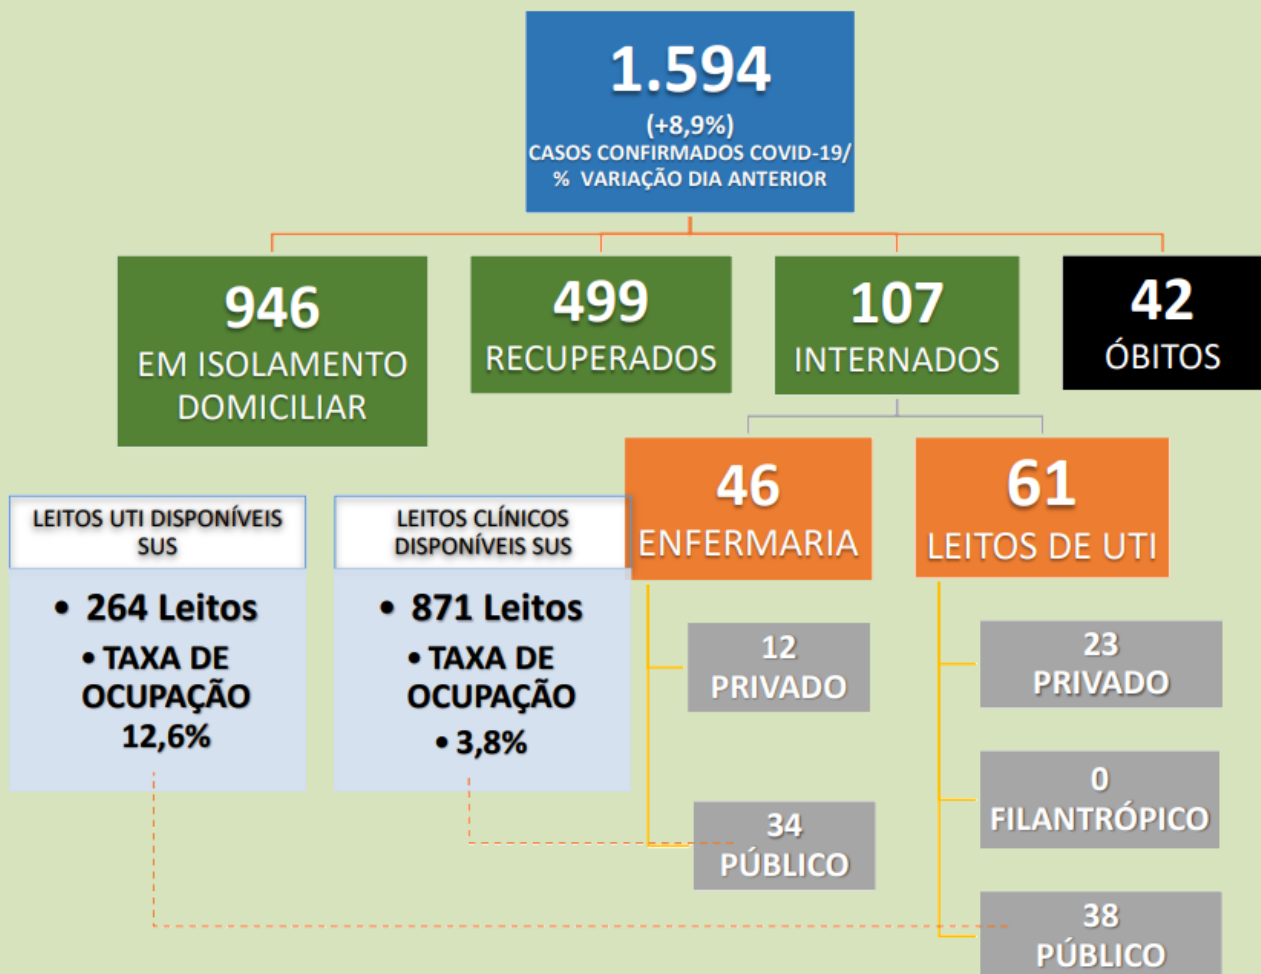 1.594
(+8,9%)
CASOS CONFIRMADOS COVID-19/
% VARIAÇÃO DIA ANTERIOR
946
EM ISOLAMENTO
DOMICILIAR
499
RECUPERADOS
107
INTERNADOS
42
ÓBITOS
46
ENFERMARIA
61
LEITOS DE UTI
LEITOS UTI DISPONÍVEIS
SUS
• 264 Leitos
• TAXA DE
OCUPAÇÃO
12,6%
LEITOS CLÍNICOS
DISPONÍVEIS SUS
• 871 Leitos
• TAXA DE
OCUPAÇÃO
• 3,8%
12
PRIVADO
34
PÚBLICO
23
PRIVADO
0
FILANTRÓPICO
38
PÚBLICO